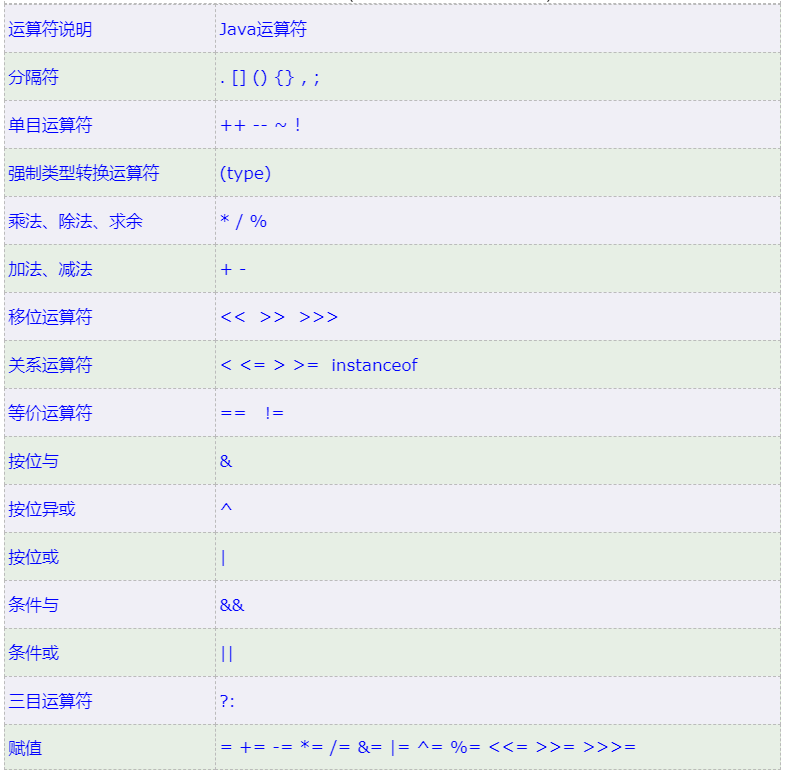 运算符说明 Java运算符
分隔符 . [] () {} , ;
单目运算符 ++ -- ~ !
强制类型转换运算符 (type)
乘法、除法、求余 * / %
加法、减法 + -
移位运算符 << >> >>>
关系运算符 < <= > >= instanceof
等价运算符 == !=
按位与 &
按位异或 ^
按位或 |
条件与 &&
条件或 ||
三目运算符 ?:
赋值 = += -= *= /= &= |= ^= %= <<= >>= >>>=